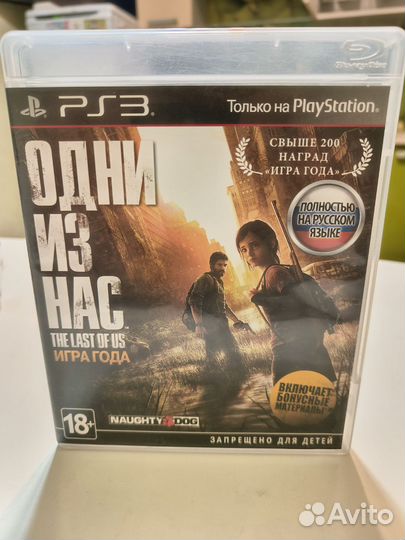 Blu-ray Disc
PS3
Только на PlayStation
ОДНИ
ИЗ
НАС
THE LAST OF US
ИГРА ГОДА
СВЫШЕ 200
НАГРАД
«ИГРА ГОДА»
ПОЛНОСТЬЮ
НА РУССКОМ
ЯЗЫКЕ
ВКЛЮЧАЕТ
БОНУСНЫЕ
МАТЕРИАЛЫ
18+
NAUGHTY DOG
ЗАПРЕЩЕНО ДЛЯ ДЕТЕЙ
Avito